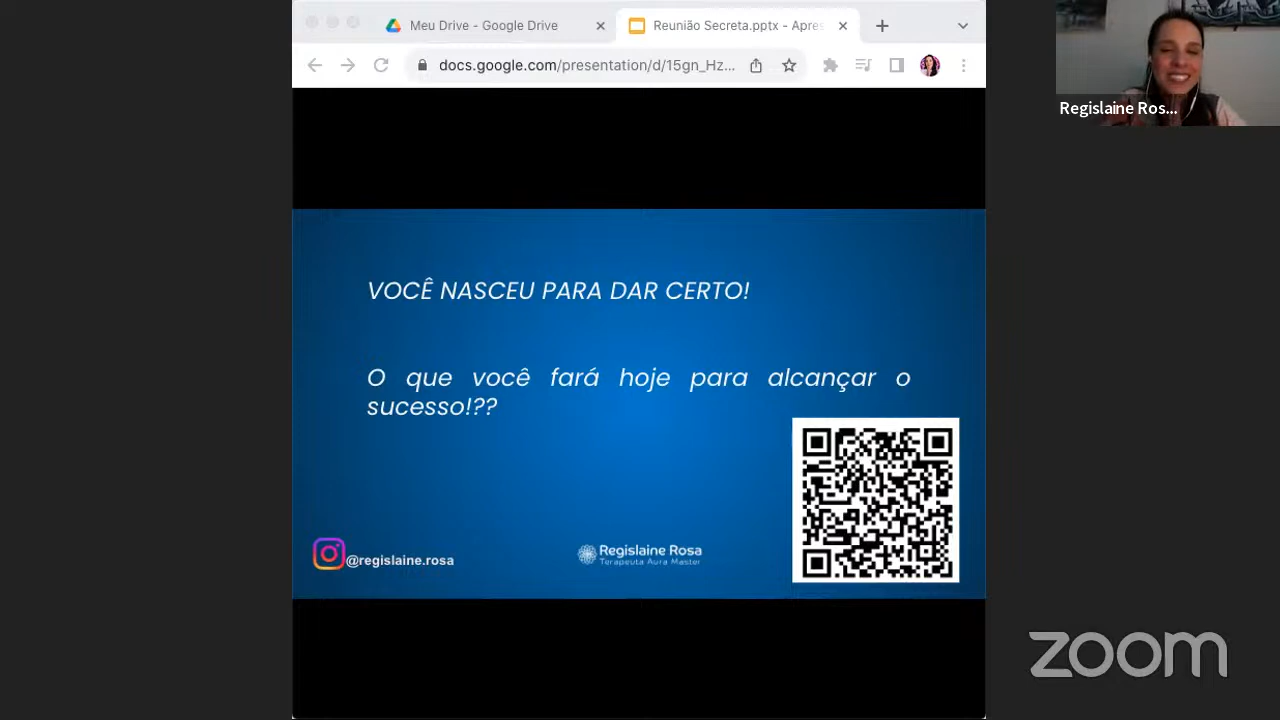 Meu Drive - Google Drive
Reunião Secreta.pptx - Apres
docs.google.com/presentation/d/15gn_Hz...
Regislaine Ros...
VOCÊ NASCEU PARA DAR CERTO!
O que você fará hoje para alcançar o
sucesso!??
@regislaine.rosa
Regislaine Rosa
Terapeuta Aura Master
zoom